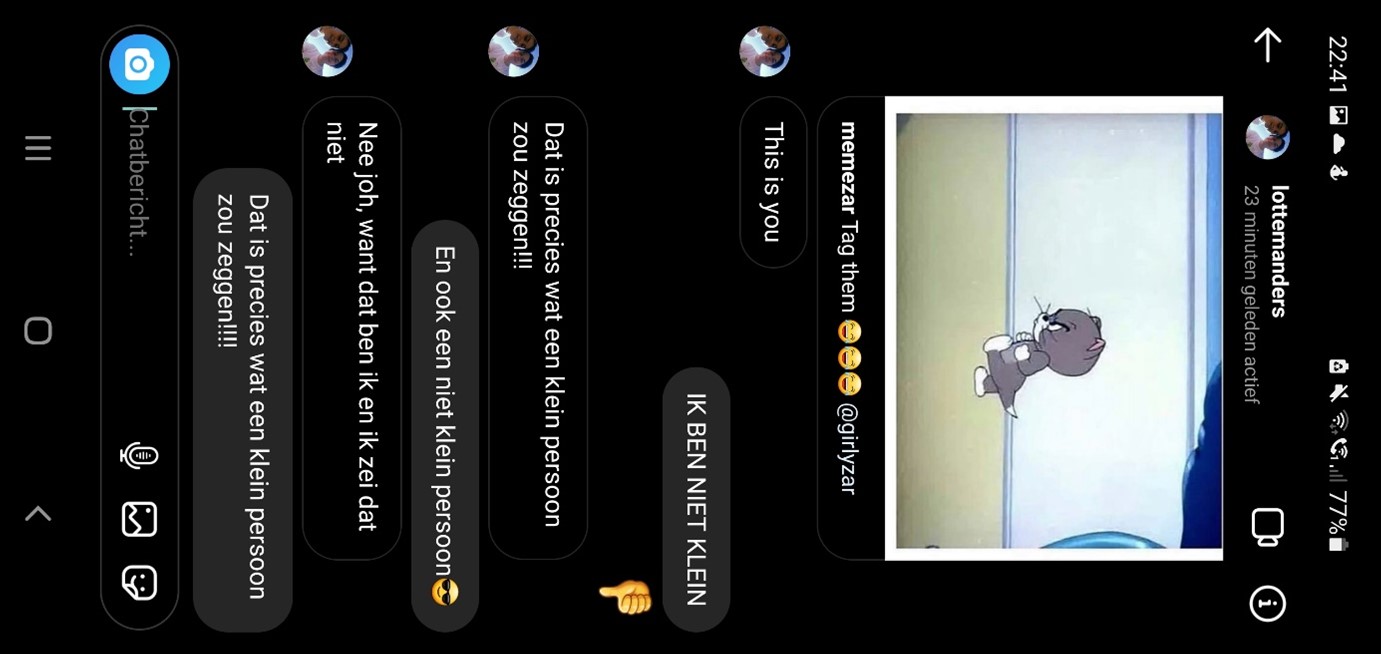 22:41
77%
lottemanders
23 minuten geleden actief
memezar Tag them 😂😂😂 @girlyzar
This is you
IK BEN NIET KLEIN
👎
Dat is precies wat een klein persoon
zou zeggen!!!
En ook een niet klein persoon😎
Nee joh, want dat ben ik en ik zei dat
niet
Dat is precies wat een klein persoon
zou zeggen!!!!
Chatbericht...